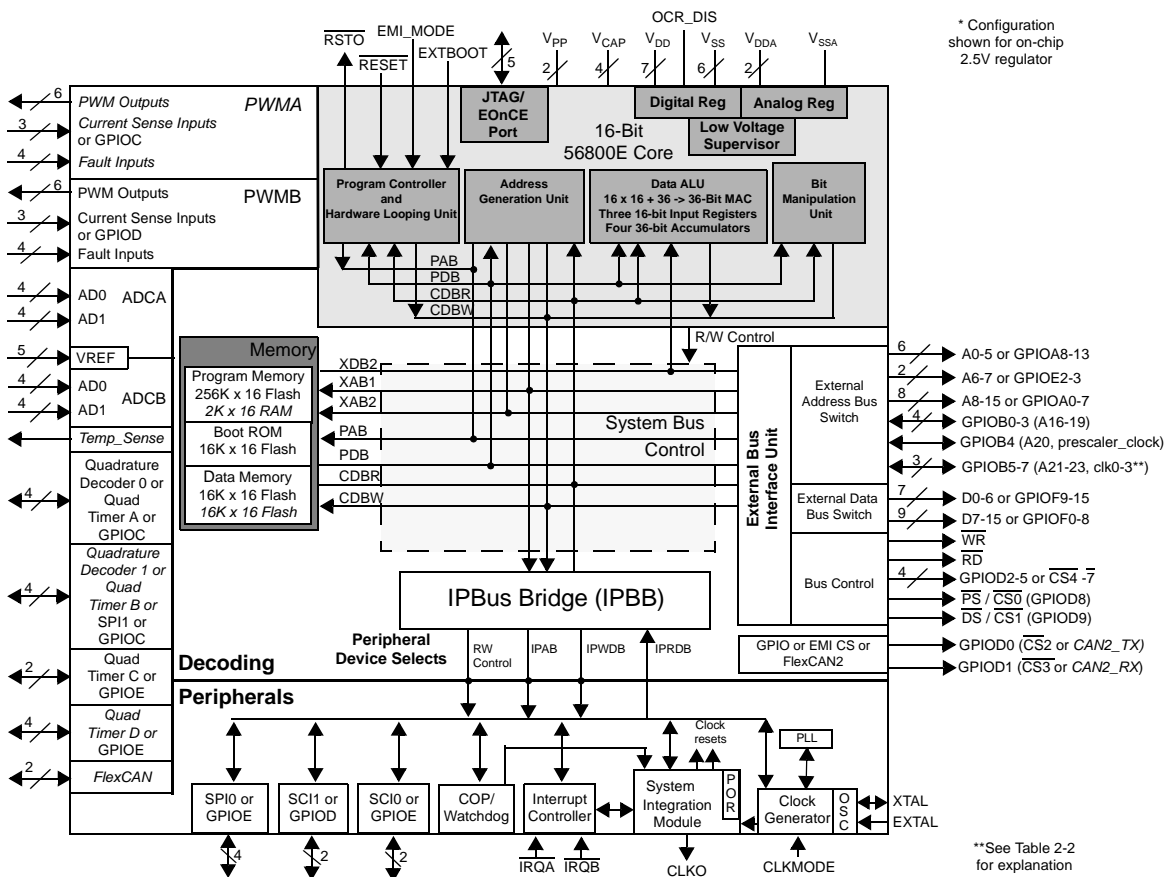 OCR_DIS
* Configuration
shown for on-chip
2.5V regulator
RSTO
EMI_MODE
RESET
EXTBOOT
5
VPP
2
VCAP
4
VDD
7
VSS
6
VDDA
2
VSSA
6
PWM Outputs
PWMA
3
Current Sense Inputs
or GPIOC
4
Fault Inputs
6
PWM Outputs
PWMB
3
Current Sense Inputs
or GPIOD
4
Fault Inputs
JTAG/
EOnCE
Port
Digital Reg
Analog Reg
Low Voltage
Supervisor
16-Bit
56800E Core
Program Controller
and
Hardware Looping Unit
Address
Generation Unit
Data ALU
16 x 16 + 36 -> 36-Bit MAC
Three 16-bit Input Registers
Four 36-bit Accumulators
Bit
Manipulation
Unit
PAB
PDB
CDBR
CDBW
R/W Control
4
AD0
ADCA
4
AD1
5
VREF
4
AD0
ADCB
4
AD1
Temp_Sense
4
Quadrature
Decoder 0 or
Quad
Timer A or
GPIOC
4
Quadrature
Decoder 1 or
Quad
Timer B or
SPI1 or
GPIOC
2
Quad
Timer C or
GPIOE
4
Quad
Timer D or
GPIOE
2
FlexCAN
Memory
Program Memory
256K x 16 Flash
2K x 16 RAM
Boot ROM
16K x 16 Flash
Data Memory
16K x 16 Flash
16K x 16 Flash
XDB2
XAB1
XAB2
PAB
PDB
CDBR
CDBW
System Bus
Control
External Bus
Interface Unit
External
Address Bus
Switch
External Data
Bus Switch
Bus Control
6
A0-5 or GPIOA8-13
2
A6-7 or GPIOE2-3
8
A8-15 or GPIOA0-7
4
GPIOB0-3 (A16-19)
GPIOB4 (A20, prescaler_clock)
3
GPIOB5-7 (A21-23, clk0-3**)
7
D0-6 or GPIOF9-15
9
D7-15 or GPIOF0-8
WR
RD
4
GPIOD2-5 or CS4 -7
PS / CS0 (GPIOD8)
DS / CS1 (GPIOD9)
GPIO or EMI CS or
FlexCAN2
GPIOD0 (CS2 or CAN2_TX)
GPIOD1 (CS3 or CAN2_RX)
IPBus Bridge (IPBB)
Peripheral
Device Selects
RW
Control
IPAB
IPWDB
IPRDB
Decoding
Peripherals
Clock
resets
PLL
SPI0 or
GPIOE
SCI1 or
GPIOD
SCI0 or
GPIOE
COP/
Watchdog
Interrupt
Controller
System
Integration
Module
POR
Clock
Generator
OSC
XTAL
EXTAL
4
2
2
IRQA
IRQB
CLKO
CLKMODE
**See Table 2-2
for explanation